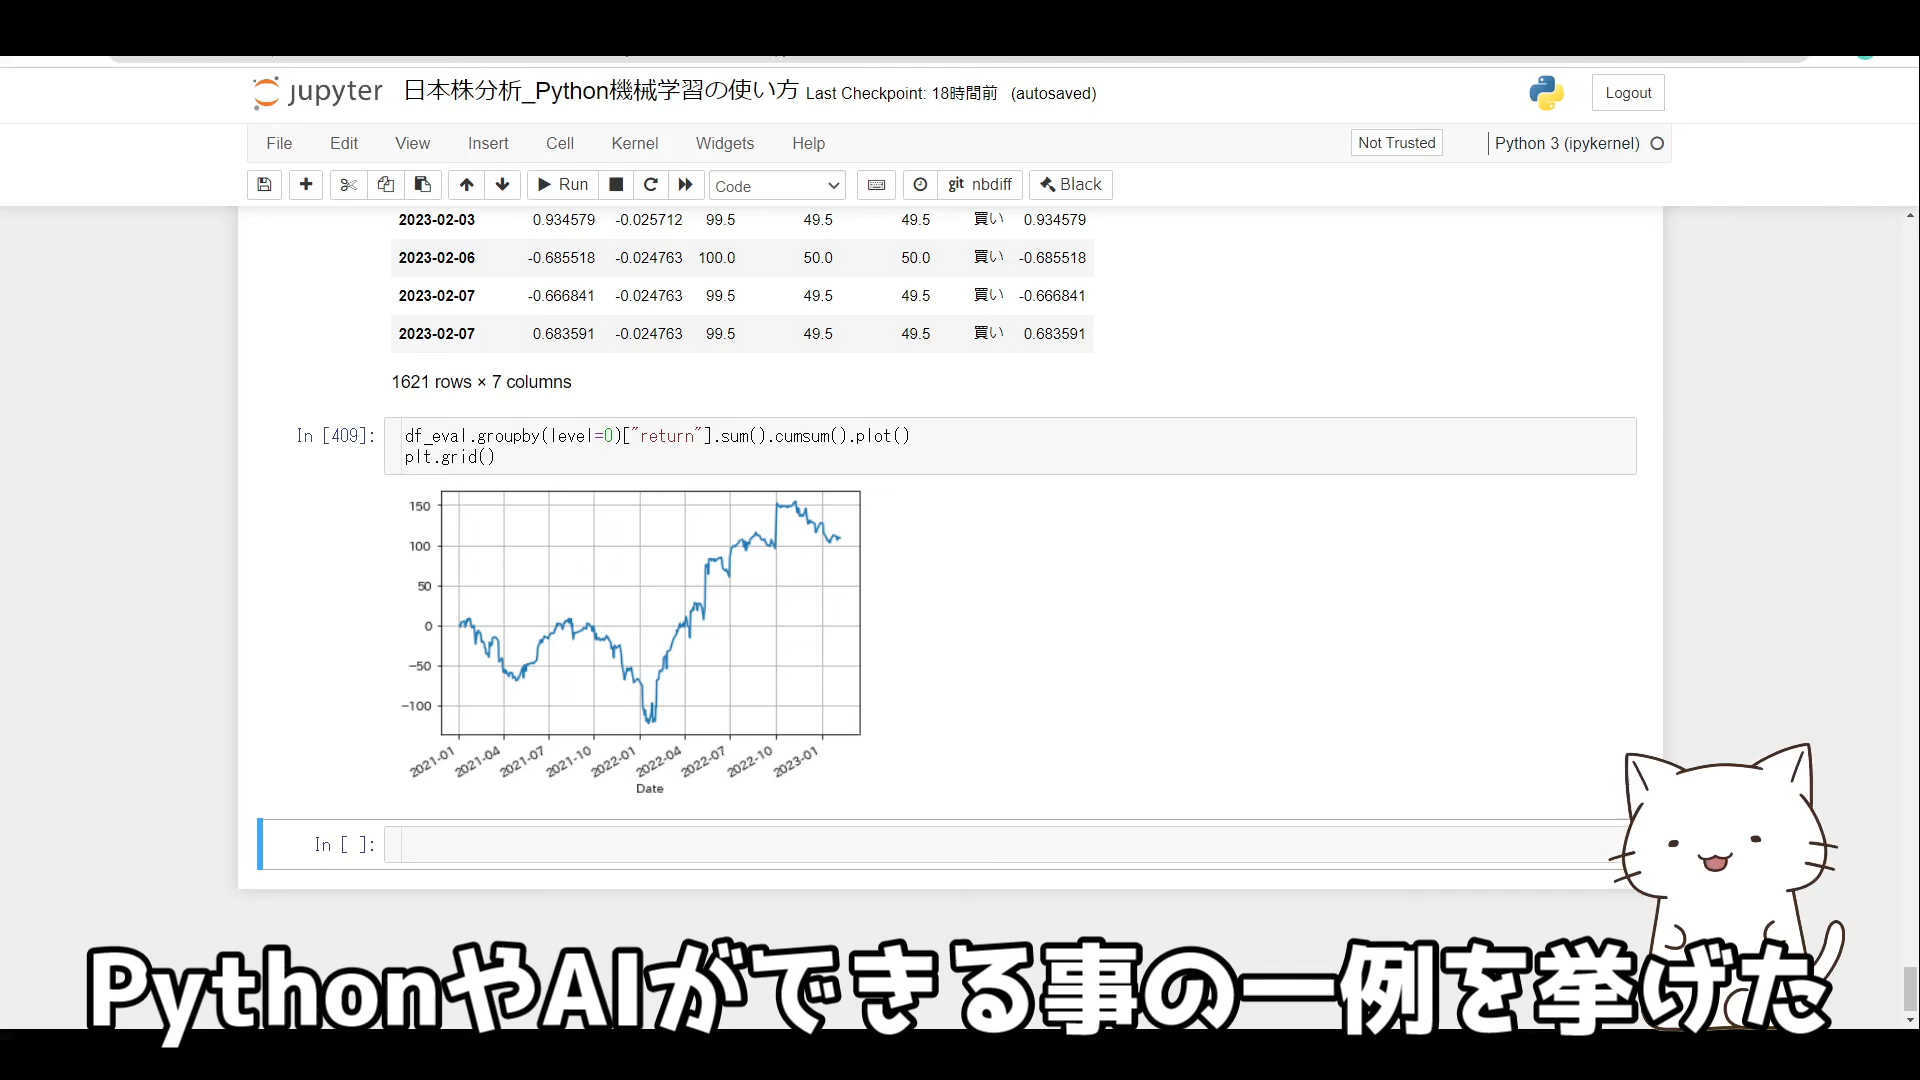 jupyter 日本株分析_Python機械学習の使い方 Last Checkpoint: 18時間前 (autosaved) Logout
File Edit View Insert Cell Kernel Widgets Help Not Trusted Python 3 (ipykernel)
Run Code git nbdiff Black
2023-02-03 0.934579 -0.025712 99.5 49.5 49.5 買い 0.934579
2023-02-06 -0.685518 -0.024763 100.0 50.0 50.0 買い -0.685518
2023-02-07 -0.666841 -0.024763 99.5 49.5 49.5 買い -0.666841
2023-02-07 0.683591 -0.024763 99.5 49.5 49.5 買い 0.683591
1621 rows × 7 columns
In [409]: df_eval.groupby(level=0)["return"].sum().cumsum().plot()
plt.grid()
150
100
50
0
−50
−100
2021-01 2021-04 2021-07 2021-10 2022-01 2022-04 2022-07 2022-10 2023-01
Date
In [ ]:
PythonやAIができる事の一例を挙げた